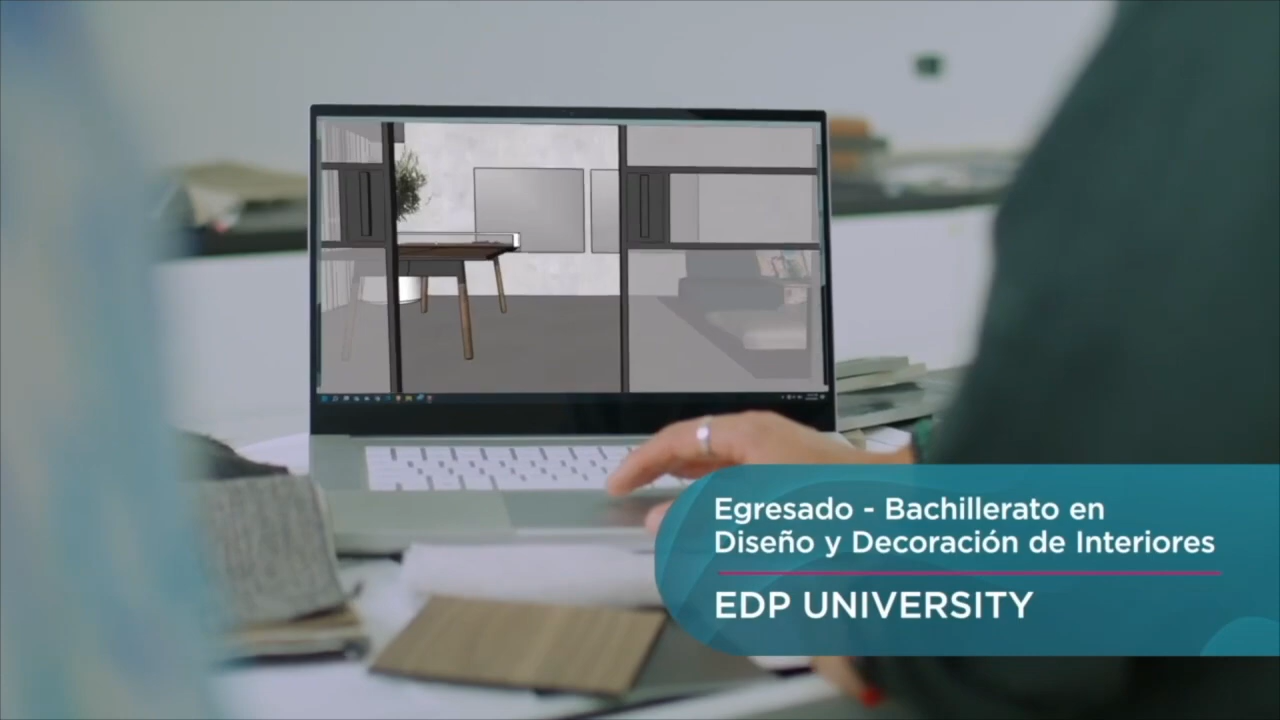 Egresado - Bachillerato en
Diseño y Decoración de Interiores
EDP UNIVERSITY